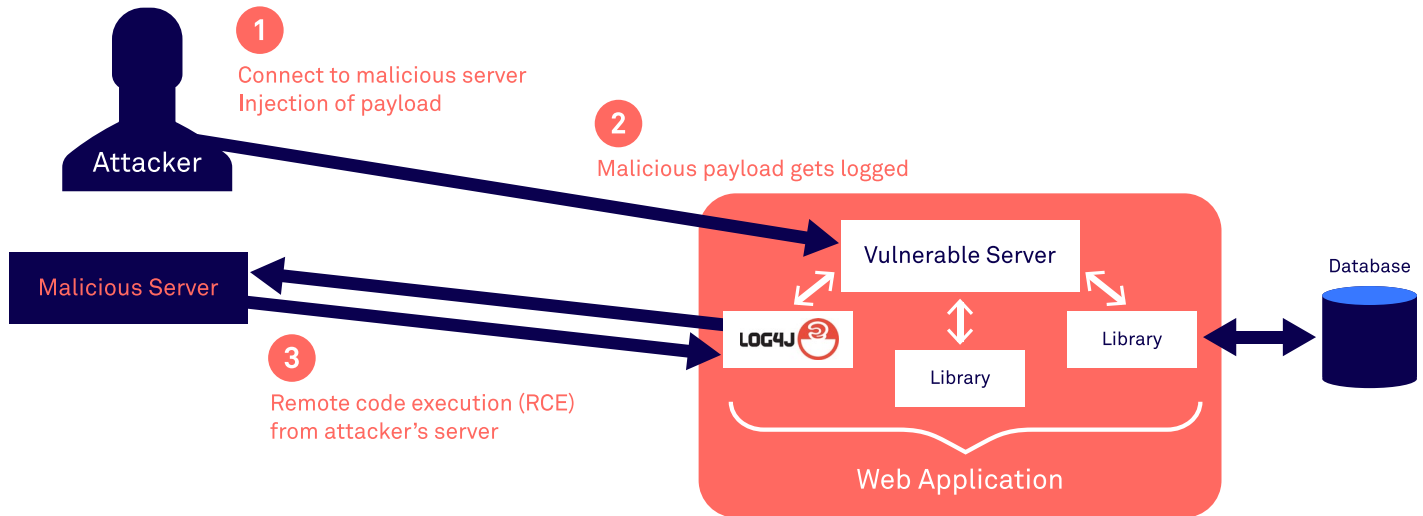 1
Connect to malicious server
Injection of payload
2
Malicious payload gets logged
Attacker
Vulnerable Server
Malicious Server
Database
LOG4J
Library
Library
3
Remote code execution (RCE)
from attacker's server
Web Application